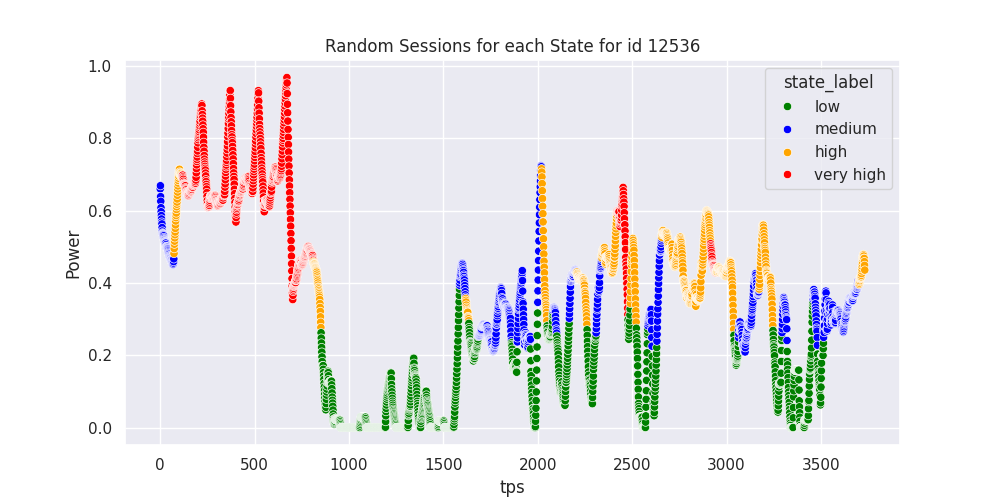 Random Sessions for each State for id 12536
1.0
0.8
0.6
0.4
0.2
0.0
Power
state_label
low
medium
high
very high
0 500 1000 1500 2000 2500 3000 3500
tps